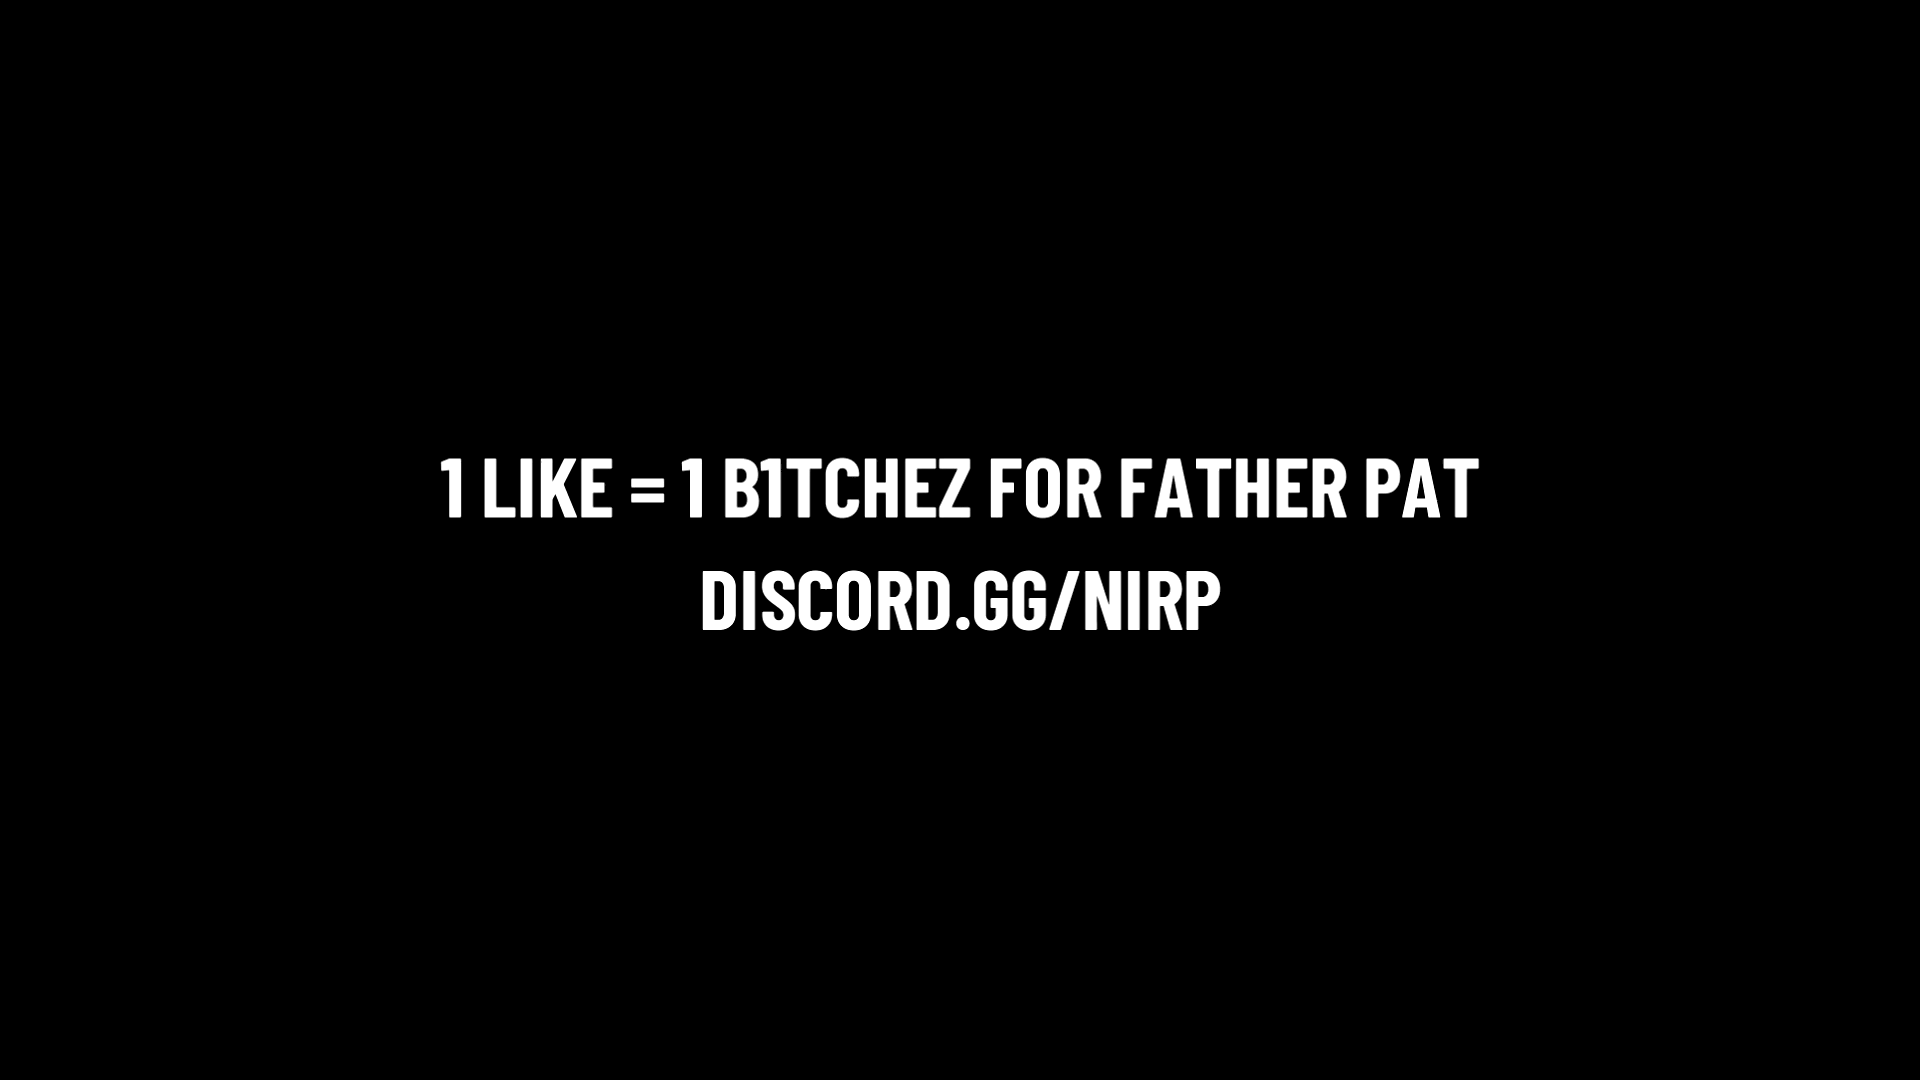 1 LIKE = 1 B1TCHEZ FOR FATHER PAT
DISCORD.GG/NIRP